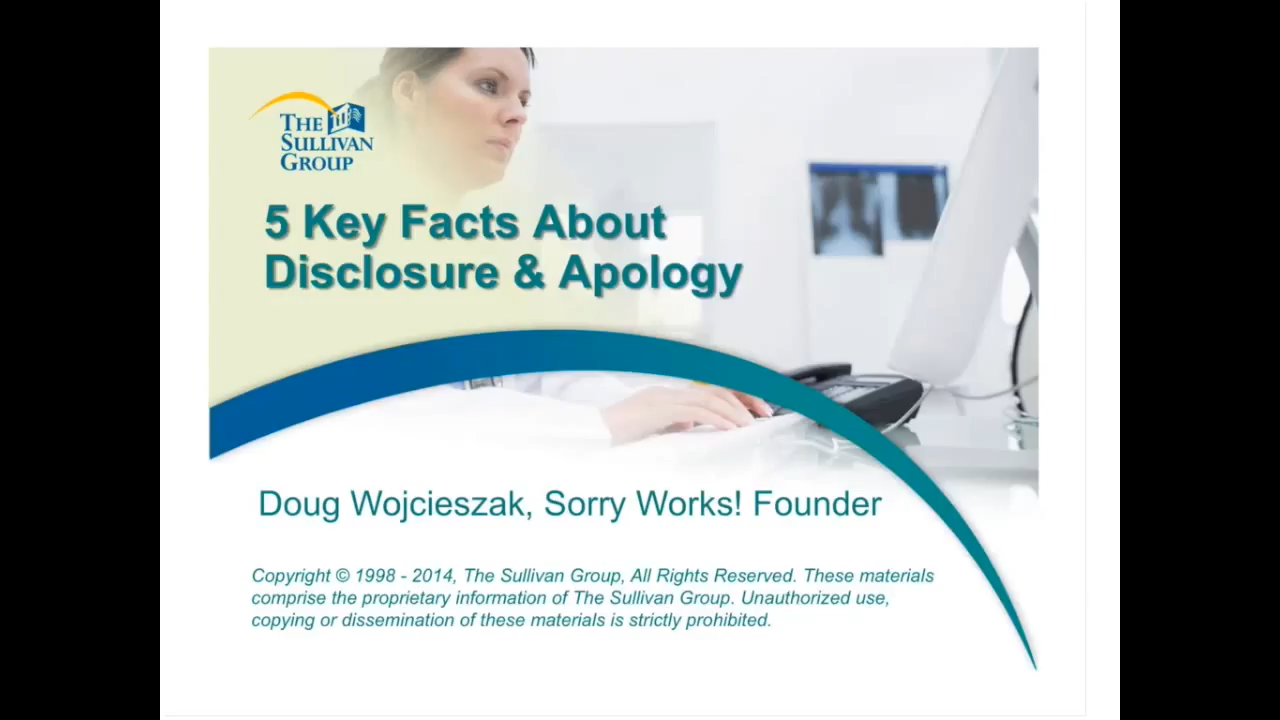 THE
SULLIVAN
GROUP
5 Key Facts About
Disclosure & Apology
Doug Wojcieszak, Sorry Works! Founder
Copyright © 1998 - 2014, The Sullivan Group, All Rights Reserved. These materials
comprise the proprietary information of The Sullivan Group. Unauthorized use,
copying or dissemination of these materials is strictly prohibited.